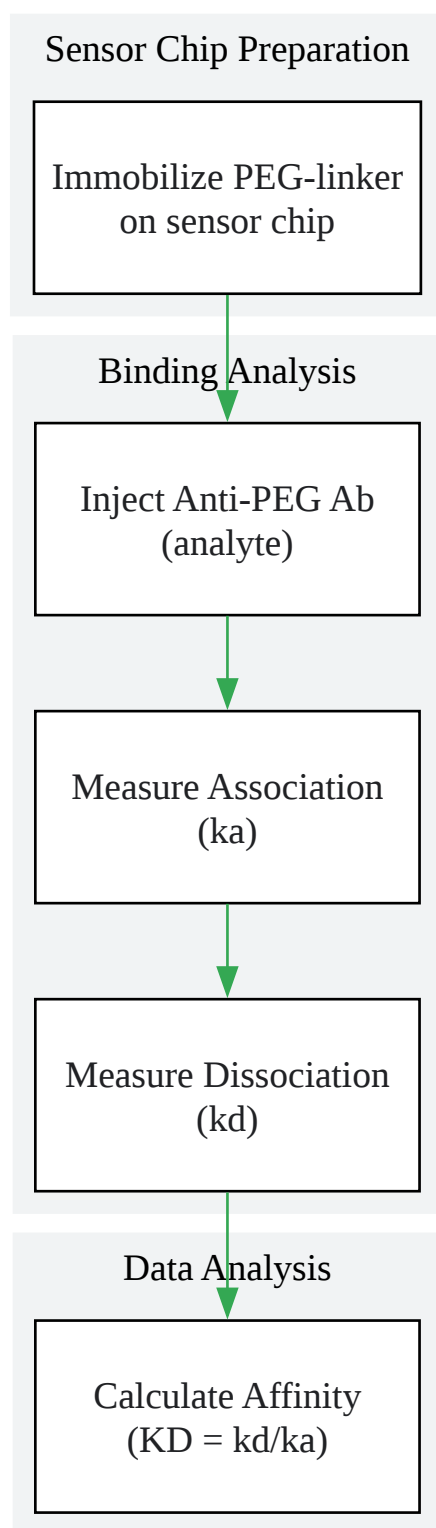 Sensor Chip Preparation
Immobilize PEG-linker
on sensor chip
Binding Analysis
Inject Anti-PEG Ab
(analyte)
Measure Association
(ka)
Measure Dissociation
(kd)
Data Analysis
Calculate Affinity
(KD = kd/ka)